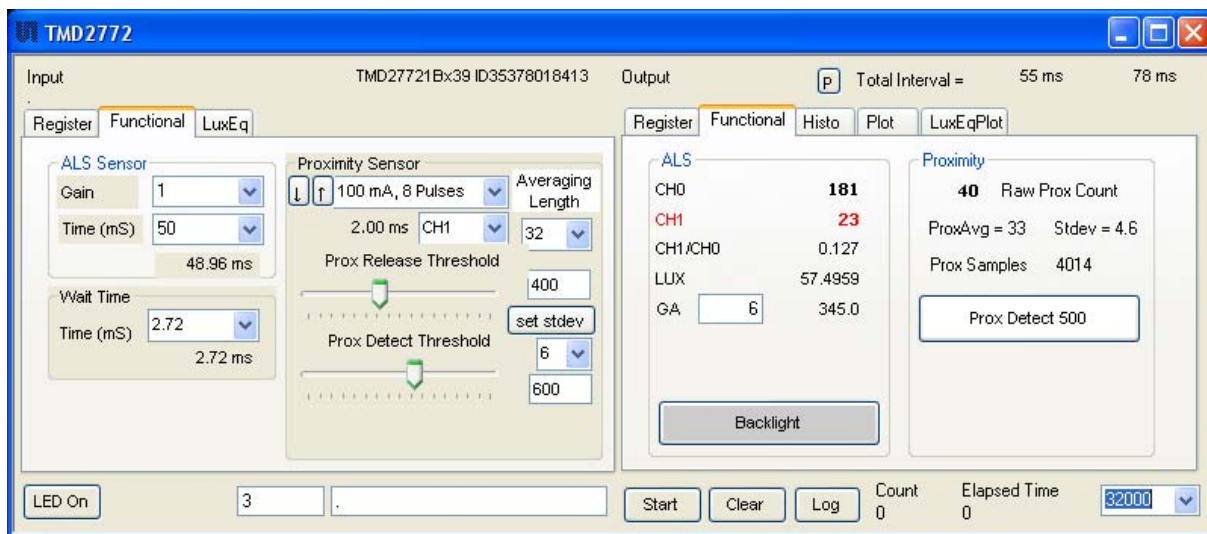 TMD2772
Input TMD27721Bx39 ID35378018413
.
Register Functional LuxEq
ALS Sensor
Gain 1
Time (mS) 50
48.96 ms
Wait Time
Time (mS) 2.72
2.72 ms
Proximity Sensor
↓ ↑ 100 mA, 8 Pulses
2.00 ms CH1
Averaging
Length
32
Prox Release Threshold
400
set stdev
Prox Detect Threshold
6
600
LED On 3 .
Output P Total Interval = 55 ms 78 ms
Register Functional Histo Plot LuxEqPlot
ALS
CH0 181
CH1 23
CH1/CH0 0.127
LUX 57.4959
GA 6 345.0
Backlight
Proximity
40 Raw Prox Count
ProxAvg = 33 Stdev = 4.6
Prox Samples 4014
Prox Detect 500
Start Clear Log
Count
0
Elapsed Time
0
32000